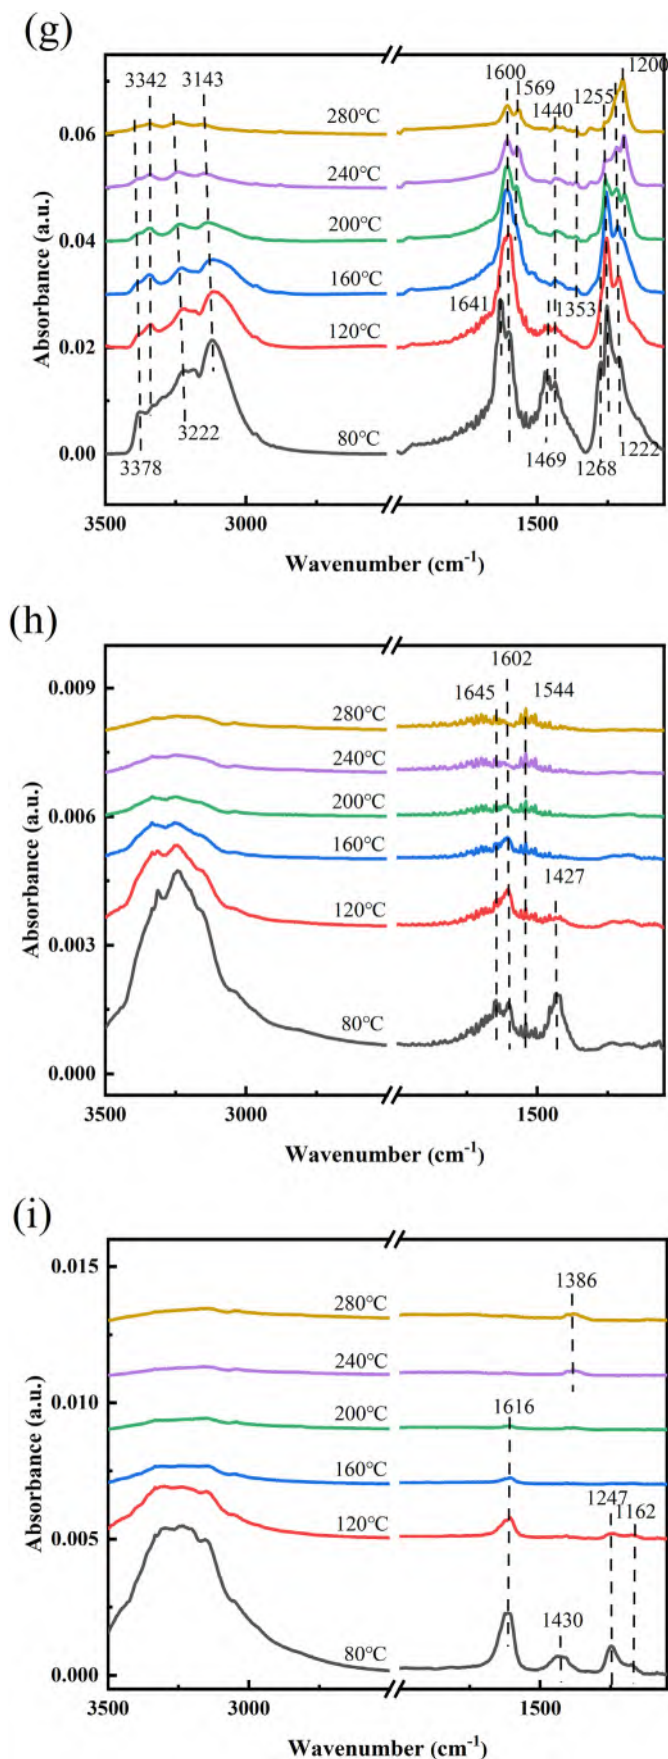 (g)
3342 3143 1600 1569 1440 1255 1200
280°C
240°C
200°C
160°C
120°C
80°C
1641 1353
3378 3222 1469 1268 1222
0.06
0.04
0.02
0.00
Absorbance (a.u.)
3500 3000 1500
Wavenumber (cm⁻¹)
(h)
1645 1602 1544
280°C
240°C
200°C
160°C
120°C
80°C
1427
0.009
0.006
0.003
0.000
Absorbance (a.u.)
3500 3000 1500
Wavenumber (cm⁻¹)
(i)
1386
280°C
240°C
200°C
160°C
120°C
80°C
1616
1247 1162
1430
0.015
0.010
0.005
0.000
Absorbance (a.u.)
3500 3000 1500
Wavenumber (cm⁻¹)